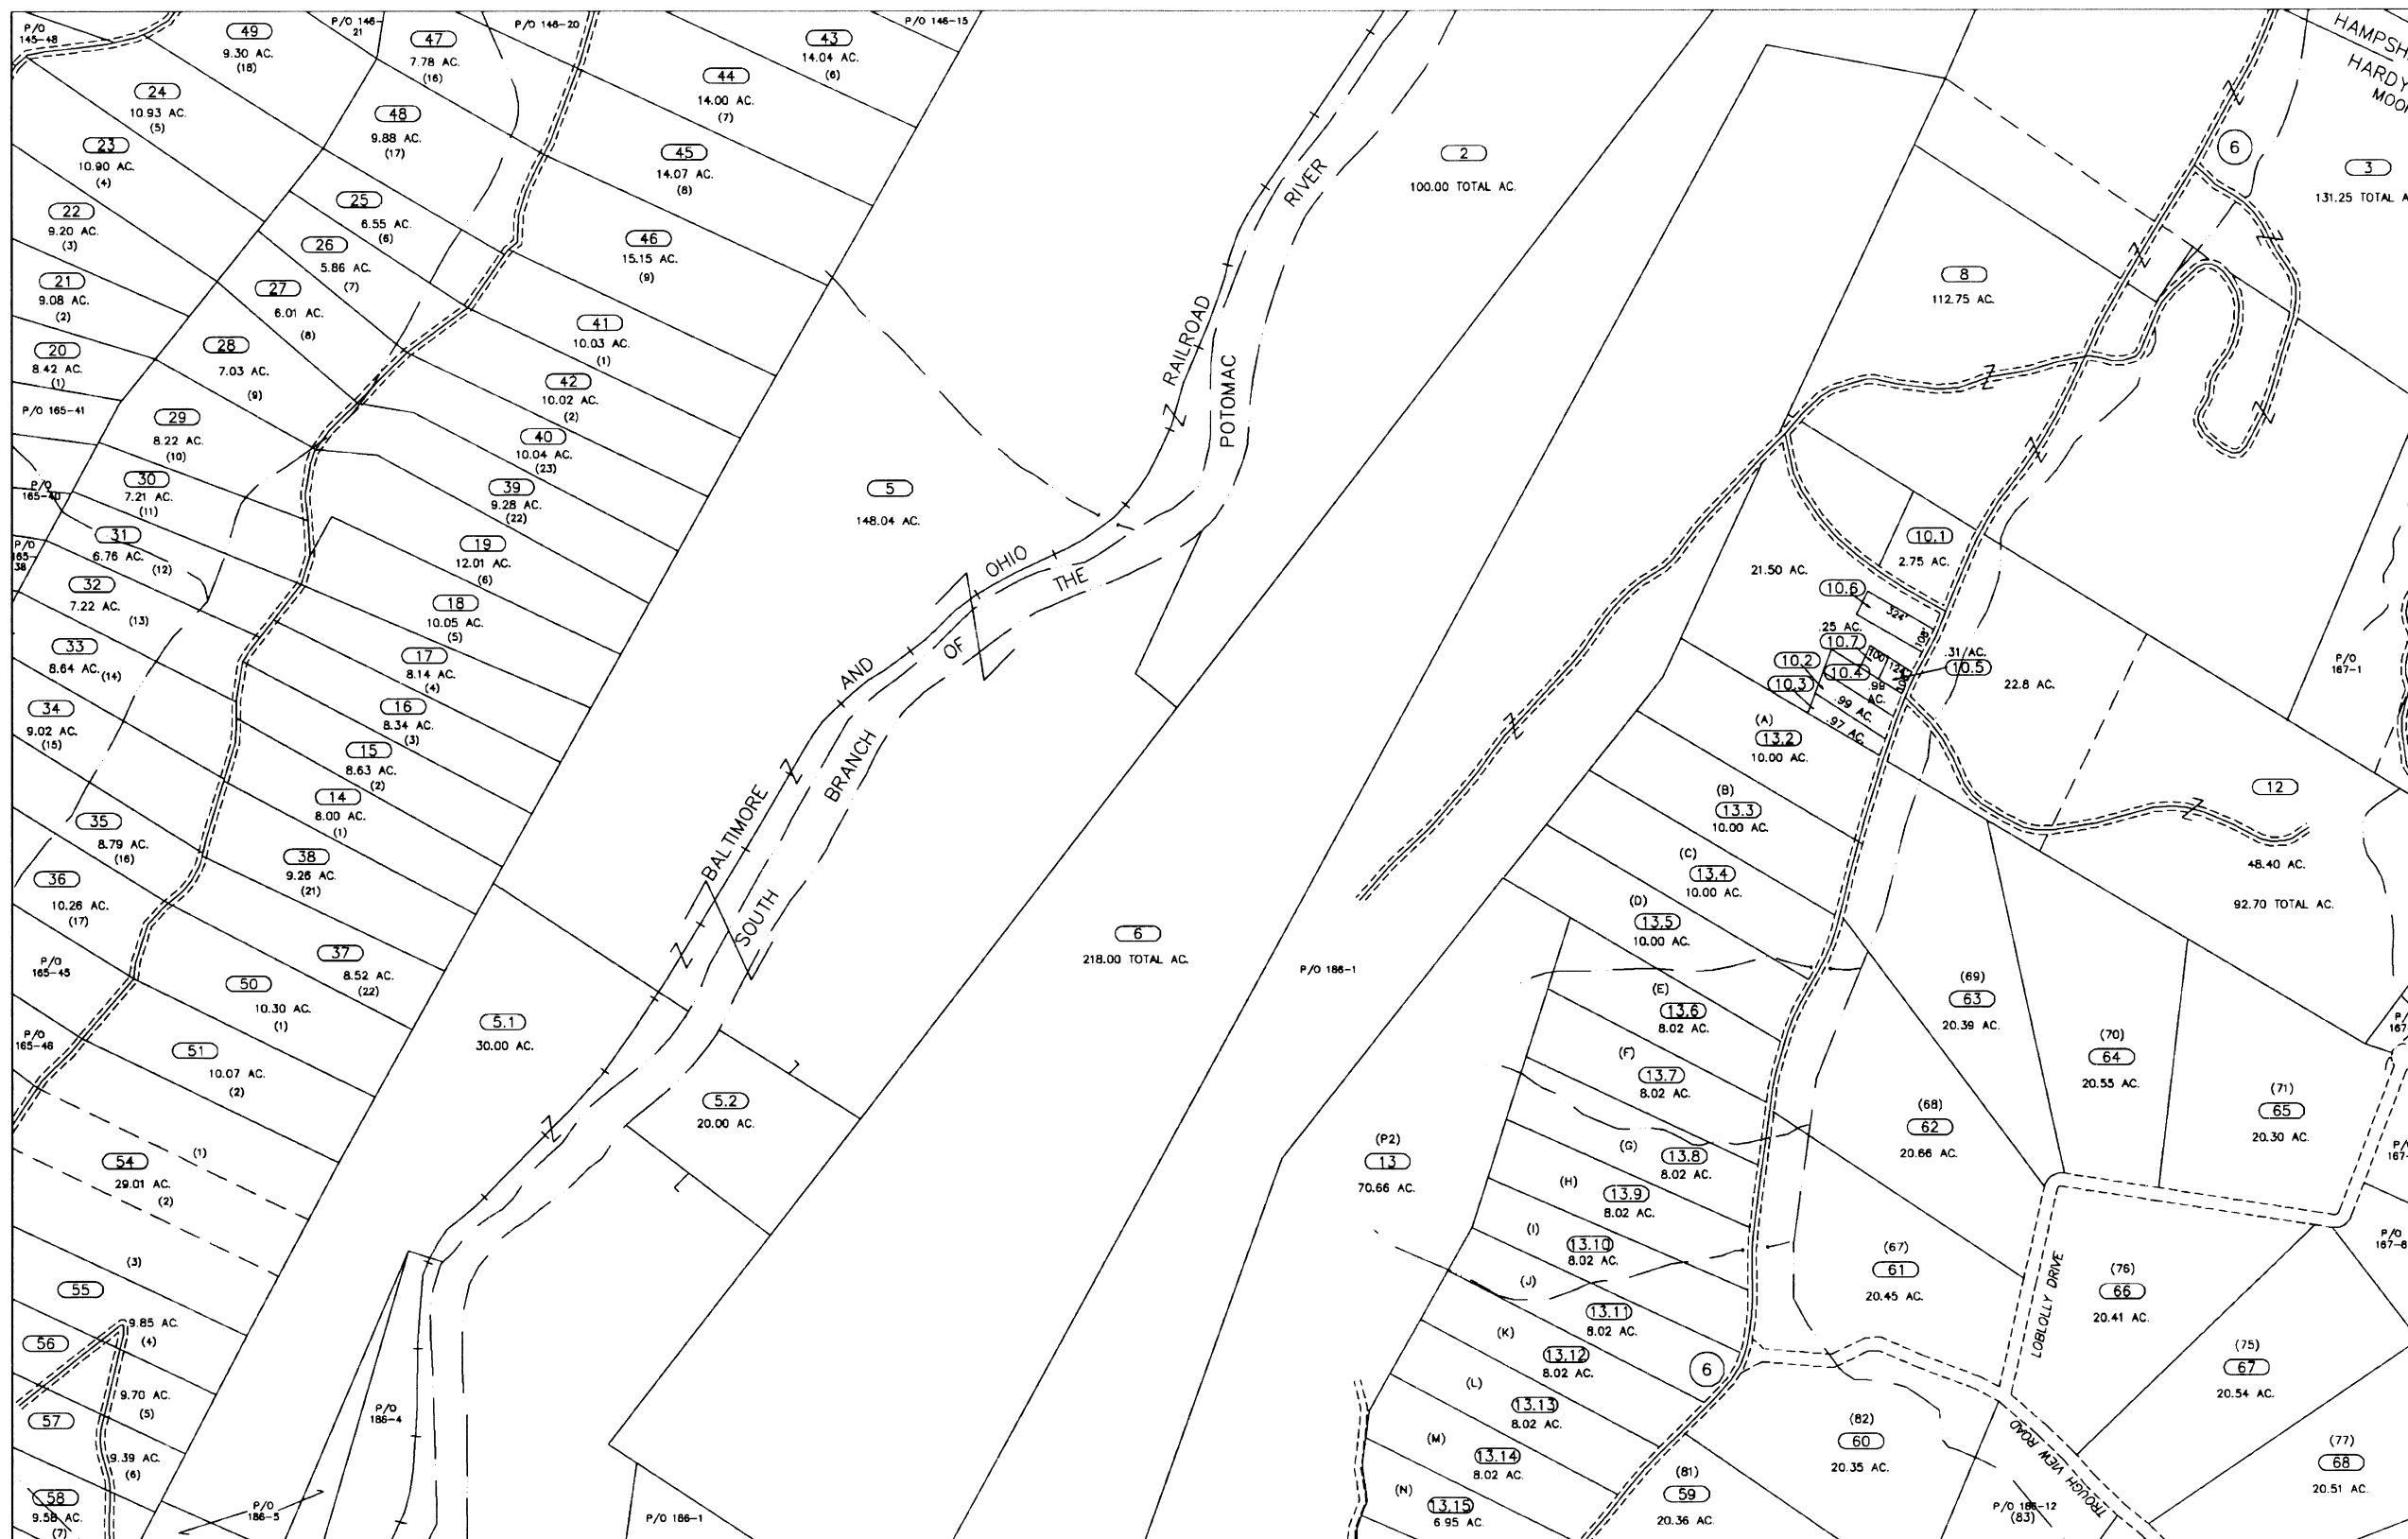 P/O
145-48
49
9.30 AC.
(18)
P/O 146-
21
47
7.78 AC.
(16)
P/O 146-20
43
14.04 AC.
(6)
P/O 146-15
44
14.00 AC.
(7)
24
10.93 AC.
(5)
48
9.88 AC.
(17)
23
10.90 AC.
(4)
45
14.07 AC.
(8)
22
9.20 AC.
(3)
25
6.55 AC.
(6)
26
5.86 AC.
(7)
46
15.15 AC.
(9)
21
9.08 AC.
(2)
27
6.01 AC.
(8)
20
8.42 AC.
(1)
28
7.03 AC.
(9)
41
10.03 AC.
(1)
42
10.02 AC.
(2)
P/O 165-41
29
8.22 AC.
(10)
40
10.04 AC.
(23)
P/O
165-40
30
7.21 AC.
(11)
39
9.28 AC.
(22)
P/O
165-
38
31
6.76 AC.
(12)
19
12.01 AC.
(6)
32
7.22 AC.
(13)
18
10.05 AC.
(5)
33
8.64 AC.
(14)
17
8.14 AC.
(4)
34
9.02 AC.
(15)
16
8.34 AC.
(3)
15
8.63 AC.
(2)
14
8.00 AC.
(1)
35
8.79 AC.
(16)
38
9.26 AC.
(21)
36
10.26 AC.
(17)
37
8.52 AC.
(22)
P/O
165-45
50
10.30 AC.
(1)
P/O
165-46
51
10.07 AC.
(2)
54
29.01 AC.
(1)
(2)
(3)
55
9.85 AC.
(4)
56
9.70 AC.
(5)
57
9.39 AC.
(6)
58
9.58 AC.
(7)
P/O
186-5
P/O
186-4
5
148.04 AC.
5.1
30.00 AC.
5.2
20.00 AC.
BALTIMORE
AND
OHIO
RAILROAD
SOUTH
BRANCH
OF
THE
POTOMAC
RIVER
2
100.00 TOTAL AC.
6
218.00 TOTAL AC.
P/O 186-1
P/O 186-1
HAMPSH
HARDY
MOO
6
3
131.25 TOTAL A
8
112.75 AC.
10.1
2.75 AC.
21.50 AC.
10.6
324'
108'
.25 AC.
10.7
100
124'
.31/AC.
10.5
10.2
10.4
.99
AC.
10.3
.99 AC.
.97 AC.
22.8 AC.
P/O
167-1
12
48.40 AC.
92.70 TOTAL AC.
(A)
13.2
10.00 AC.
(B)
13.3
10.00 AC.
(C)
13.4
10.00 AC.
(D)
13.5
10.00 AC.
(E)
13.6
8.02 AC.
(F)
13.7
8.02 AC.
(G)
13.8
8.02 AC.
(H)
13.9
8.02 AC.
(I)
13.10
8.02 AC.
(J)
13.11
8.02 AC.
(K)
13.12
8.02 AC.
(L)
13.13
8.02 AC.
(M)
13.14
8.02 AC.
(N)
13.15
6.95 AC.
(P2)
13
70.66 AC.
6
(69)
63
20.39 AC.
(70)
64
20.55 AC.
(71)
65
20.30 AC.
(68)
62
20.66 AC.
P/
167
P/
167-
P/O
167-8
(67)
61
20.45 AC.
LOBLOLLY DRIVE
(76)
66
20.41 AC.
(75)
67
20.54 AC.
(82)
60
20.35 AC.
TROUGH VIEW ROAD
(77)
68
20.51 AC.
(81)
59
20.36 AC.
P/O 186-12
(83)